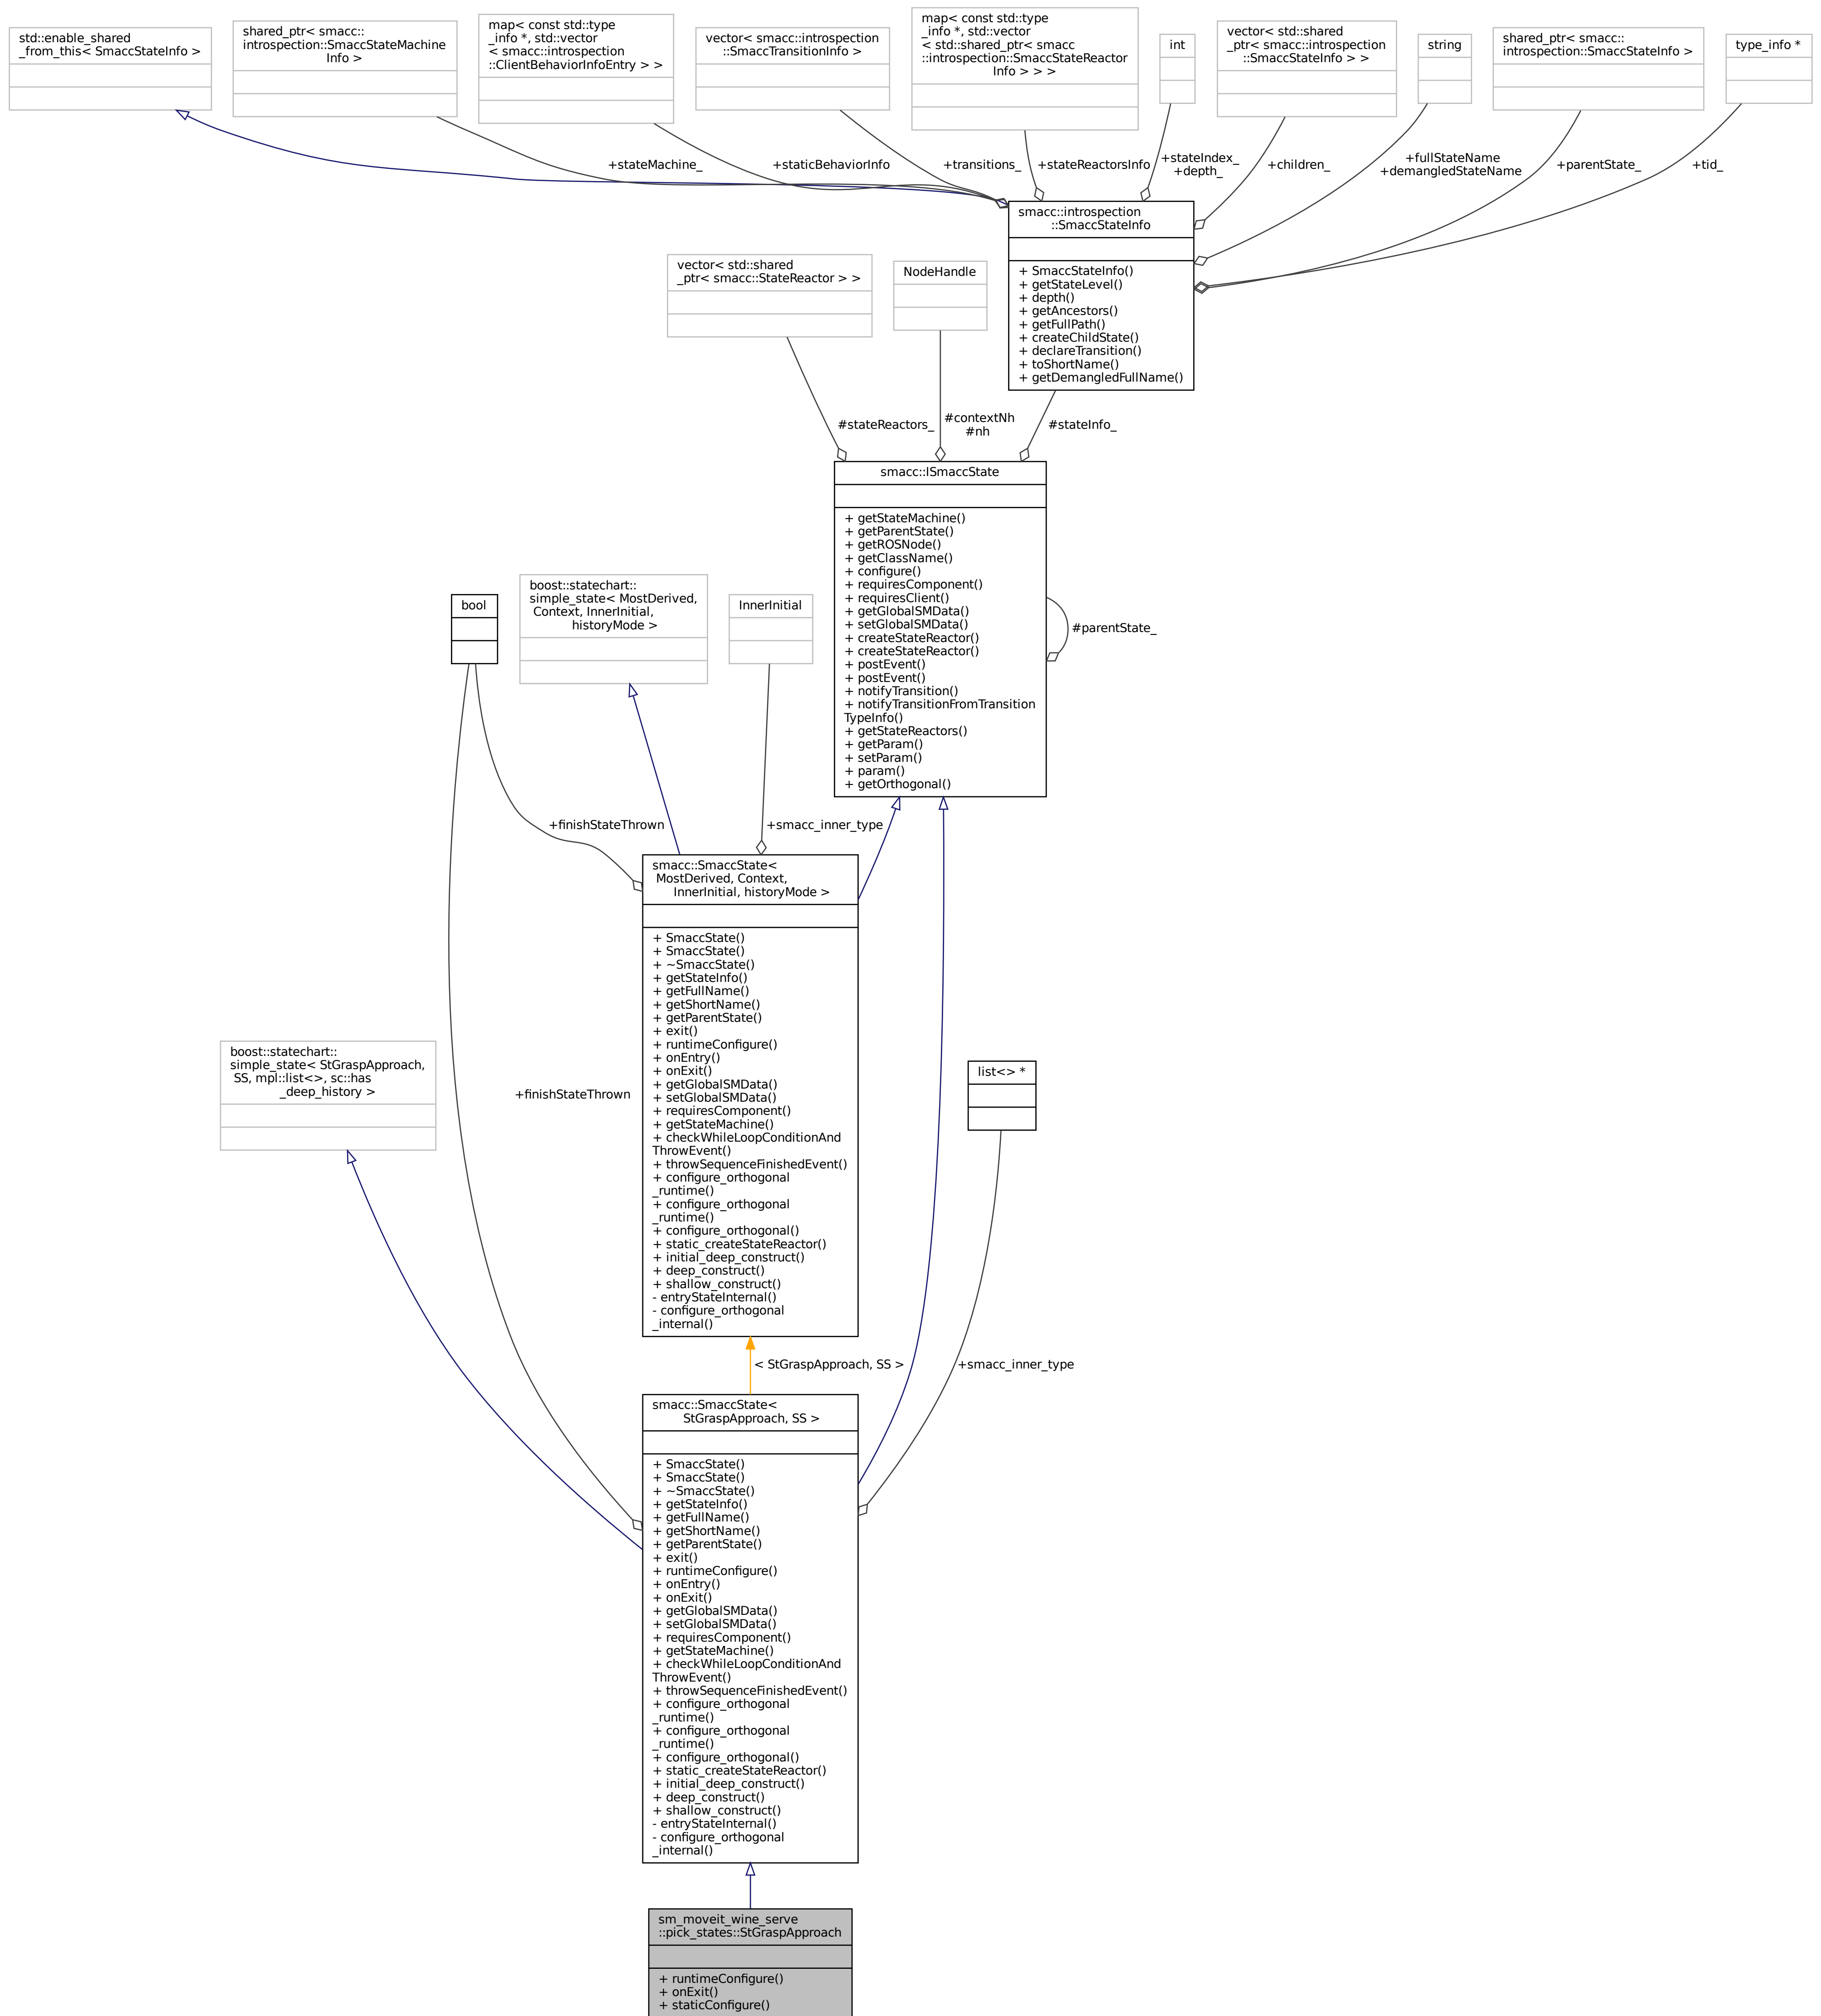 std::enable_shared
_from_this< SmaccStateInfo >
shared_ptr< smacc::
introspection::SmaccStateMachine
Info >
map< const std::type
_info *, std::vector
< smacc::introspection
::ClientBehaviorInfoEntry > >
vector< smacc::introspection
::SmaccTransitionInfo >
map< const std::type
_info *, std::vector
< std::shared_ptr< smacc
::introspection::SmaccStateReactor
Info > > >
int
vector< std::shared
_ptr< smacc::introspection
::SmaccStateInfo > >
string
shared_ptr< smacc::
introspection::SmaccStateInfo >
type_info *
+stateMachine_
+staticBehaviorInfo
+transitions_
+stateReactorsInfo
+stateIndex_
+depth_
+children_
+fullStateName
+demangledStateName
+parentState_
+tid_
smacc::introspection
::SmaccStateInfo
+ SmaccStateInfo()
+ getStateLevel()
+ depth()
+ getAncestors()
+ getFullPath()
+ createChildState()
+ declareTransition()
+ toShortName()
+ getDemangledFullName()
vector< std::shared
_ptr< smacc::StateReactor > >
NodeHandle
#stateReactors_
#contextNh
#nh
#stateInfo_
smacc::ISmaccState
+ getStateMachine()
+ getParentState()
+ getROSNode()
+ getClassName()
+ configure()
+ requiresComponent()
+ requiresClient()
+ getGlobalSMData()
+ setGlobalSMData()
+ createStateReactor()
+ createStateReactor()
+ postEvent()
+ postEvent()
+ notifyTransition()
+ notifyTransitionFromTransition
TypeInfo()
+ getStateReactors()
+ getParam()
+ setParam()
+ param()
+ getOrthogonal()
#parentState_
bool
boost::statechart::
simple_state< MostDerived,
Context, InnerInitial,
historyMode >
InnerInitial
+finishStateThrown
+smacc_inner_type
smacc::SmaccState<
MostDerived, Context,
InnerInitial, historyMode >
+ SmaccState()
+ SmaccState()
+ ~SmaccState()
+ getStateInfo()
+ getFullName()
+ getShortName()
+ getParentState()
+ exit()
+ runtimeConfigure()
+ onEntry()
+ onExit()
+ getGlobalSMData()
+ setGlobalSMData()
+ requiresComponent()
+ getStateMachine()
+ checkWhileLoopConditionAnd
ThrowEvent()
+ throwSequenceFinishedEvent()
+ configure_orthogonal
_runtime()
+ configure_orthogonal
_runtime()
+ configure_orthogonal()
+ static_createStateReactor()
+ initial_deep_construct()
+ deep_construct()
+ shallow_construct()
- entryStateInternal()
- configure_orthogonal
_internal()
boost::statechart::
simple_state< StGraspApproach,
SS, mpl::list<>, sc::has
_deep_history >
+finishStateThrown
list<> *
< StGraspApproach, SS >
+smacc_inner_type
smacc::SmaccState<
StGraspApproach, SS >
+ SmaccState()
+ SmaccState()
+ ~SmaccState()
+ getStateInfo()
+ getFullName()
+ getShortName()
+ getParentState()
+ exit()
+ runtimeConfigure()
+ onEntry()
+ onExit()
+ getGlobalSMData()
+ setGlobalSMData()
+ requiresComponent()
+ getStateMachine()
+ checkWhileLoopConditionAnd
ThrowEvent()
+ throwSequenceFinishedEvent()
+ configure_orthogonal
_runtime()
+ configure_orthogonal
_runtime()
+ configure_orthogonal()
+ static_createStateReactor()
+ initial_deep_construct()
+ deep_construct()
+ shallow_construct()
- entryStateInternal()
- configure_orthogonal
_internal()
sm_moveit_wine_serve
::pick_states::StGraspApproach
+ runtimeConfigure()
+ onExit()
+ staticConfigure()